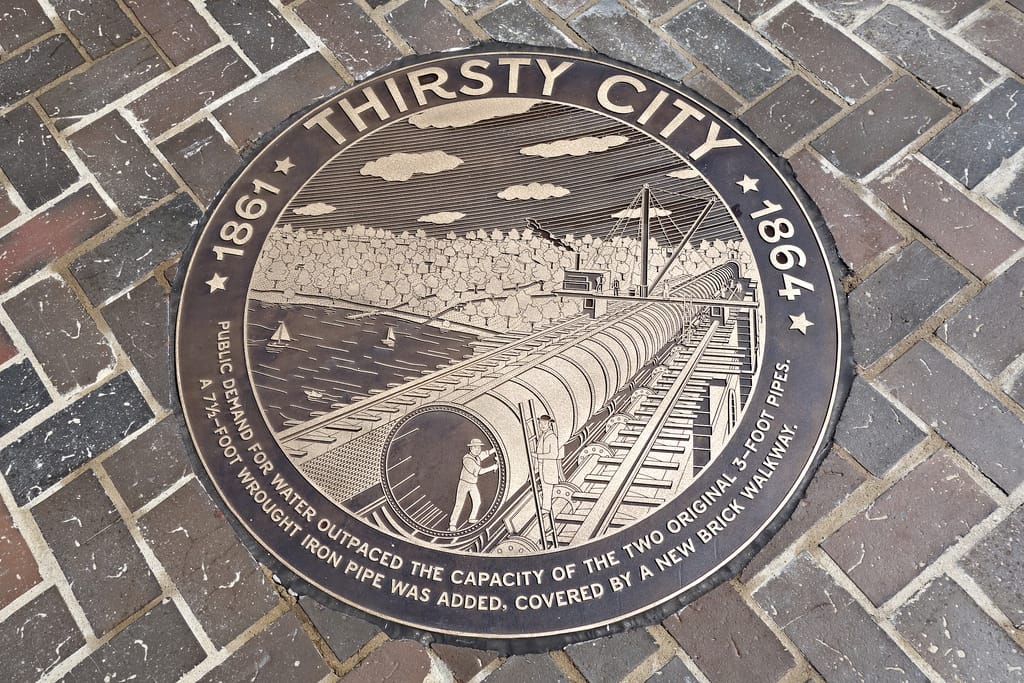 THIRSTY CITY
1861
1864
PUBLIC DEMAND FOR WATER OUTPACED THE CAPACITY OF THE TWO ORIGINAL 3-FOOT PIPES.
A 7½-FOOT WROUGHT IRON PIPE WAS ADDED, COVERED BY A NEW BRICK WALKWAY.